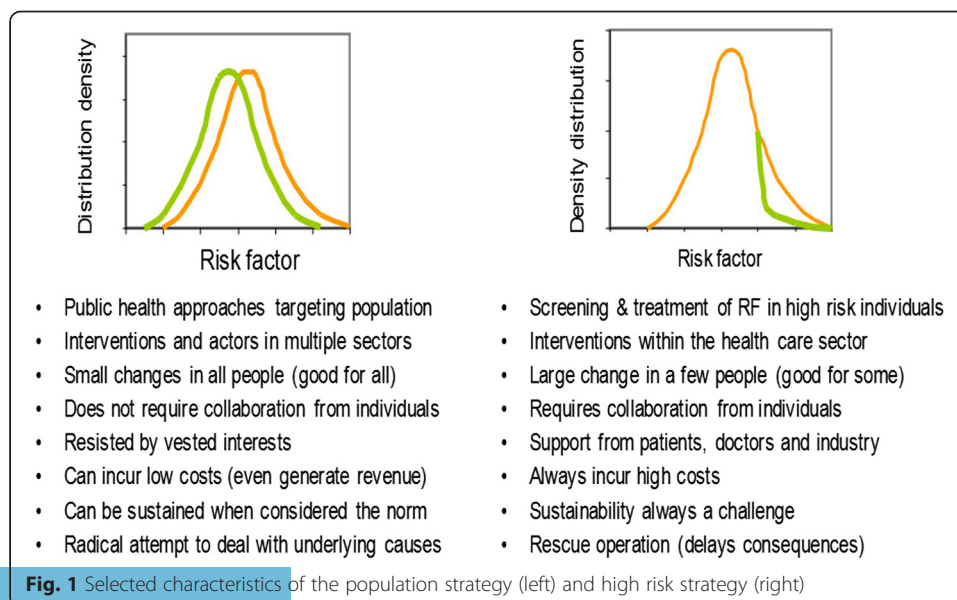 Distribution density
Risk factor
• Public health approaches targeting population
• Interventions and actors in multiple sectors
• Small changes in all people (good for all)
• Does not require collaboration from individuals
• Resisted by vested interests
• Can incur low costs (even generate revenue)
• Can be sustained when considered the norm
• Radical attempt to deal with underlying causes
Density distribution
Risk factor
• Screening & treatment of RF in high risk individuals
• Interventions within the health care sector
• Large change in a few people (good for some)
• Requires collaboration from individuals
• Support from patients, doctors and industry
• Always incur high costs
• Sustainability always a challenge
• Rescue operation (delays consequences)
Fig. 1 Selected characteristics of the population strategy (left) and high risk strategy (right)